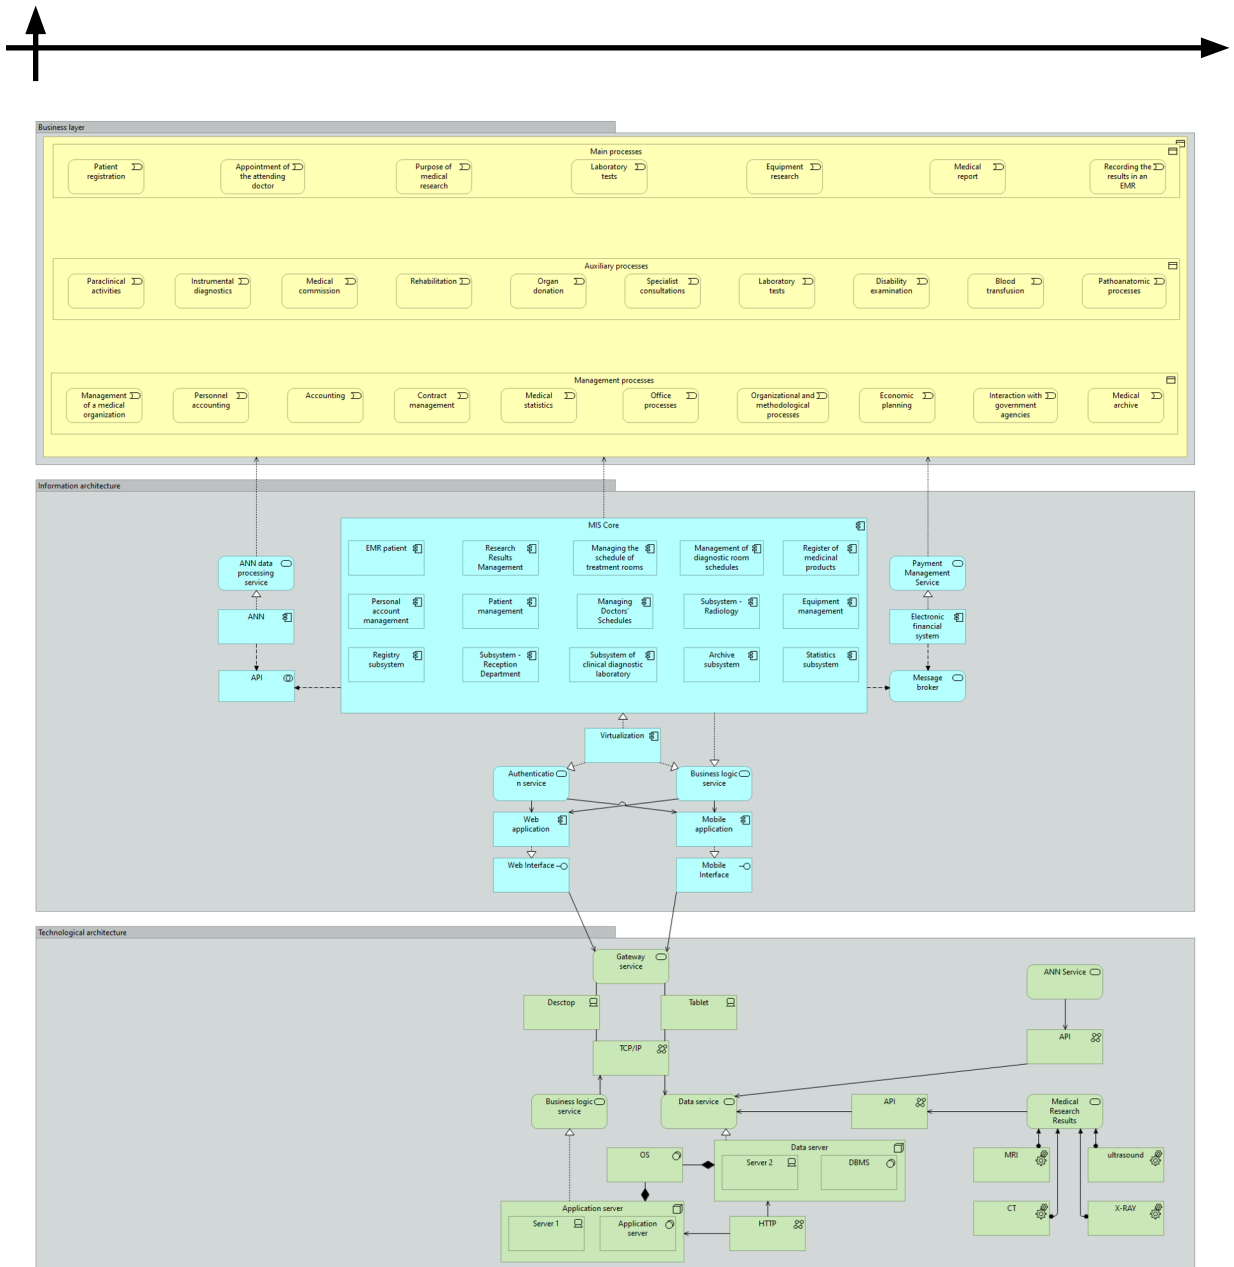 Business layer
Main processes
Patient
registration
Appointment of
the attending
doctor
Purpose of
medical
research
Laboratory
tests
Equipment
research
Medical
report
Recording the
results in an
EMR
Auxiliary processes
Paraclinical
activities
Instrumental
diagnostics
Medical
commission
Rehabilitation
Organ
donation
Specialist
consultations
Laboratory
tests
Disability
examination
Blood
transfusion
Pathoanatomic
processes
Management processes
Management
of a medical
organization
Personnel
accounting
Accounting
Contract
management
Medical
statistics
Office
processes
Organizational and
methodological
processes
Economic
planning
Interaction with
government
agencies
Medical
archive
Information architecture
MIS Core
EMR patient
Research
Results
Management
Managing the
schedule of
treatment rooms
Management of
diagnostic room
schedules
Register of
medicinal
products
ANN data
processing
service
Payment
Management
Service
Personal
account
management
Patient
management
Managing
Doctors'
Schedules
Subsystem -
Radiology
Equipment
management
ANN
Electronic
financial
system
Registry
subsystem
Subsystem -
Reception
Department
Subsystem of
clinical diagnostic
laboratory
Archive
subsystem
Statistics
subsystem
API
Message
broker
Virtualization
Authenticatio
n service
Business logic
service
Web
application
Mobile
application
Web Interface
Mobile
Interface
Technological architecture
Gateway
service
ANN Service
Desctop
Tablet
TCP/IP
API
Business logic
service
Data service
API
Medical
Research
Results
OS
Data server
Server 2
DBMS
MRI
ultrasound
Application server
Server 1
Application
server
HTTP
CT
X-RAY